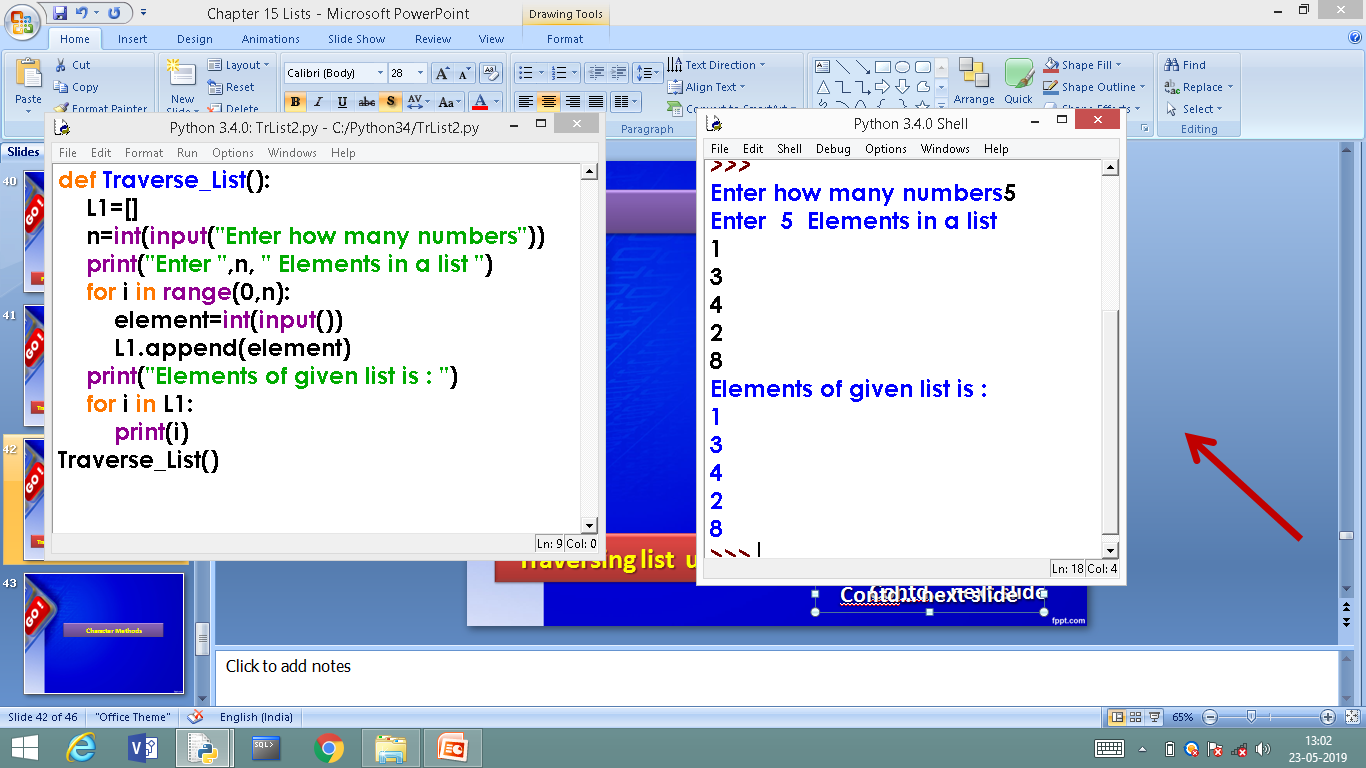 Chapter 15 Lists - Microsoft PowerPoint
Drawing Tools
Home Insert Design Animations Slide Show Review View Format
Paste
Cut
Copy
Format Painter
New
Layout
Reset
Delete
Calibri (Body) 28
B I U abc S AV Aa A
Paragraph
Text Direction
Align Text
Arrange
Quick
Shape Fill
Shape Outline
Shape Effects
Find
Replace
Select
Editing
Slides
40
41
42
43
GO !
Character Methods
Python 3.4.0: TrList2.py - C:/Python34/TrList2.py
File Edit Format Run Options Windows Help
def Traverse_List():
L1=[]
n=int(input("Enter how many numbers"))
print("Enter ",n, " Elements in a list ")
for i in range(0,n):
element=int(input())
L1.append(element)
print("Elements of given list is : ")
for i in L1:
print(i)
Traverse_List()
Ln: 9 Col: 0
Python 3.4.0 Shell
File Edit Shell Debug Options Windows Help
>>>
Enter how many numbers5
Enter  5  Elements in a list
1
3
4
2
8
Elements of given list is :
1
3
4
2
8
>>>
Ln: 18 Col: 4
Traversing list u
Contd...next slide
fppt.com
Click to add notes
Slide 42 of 46 "Office Theme" English (India) 65%
SQL>
13:02
23-05-2019